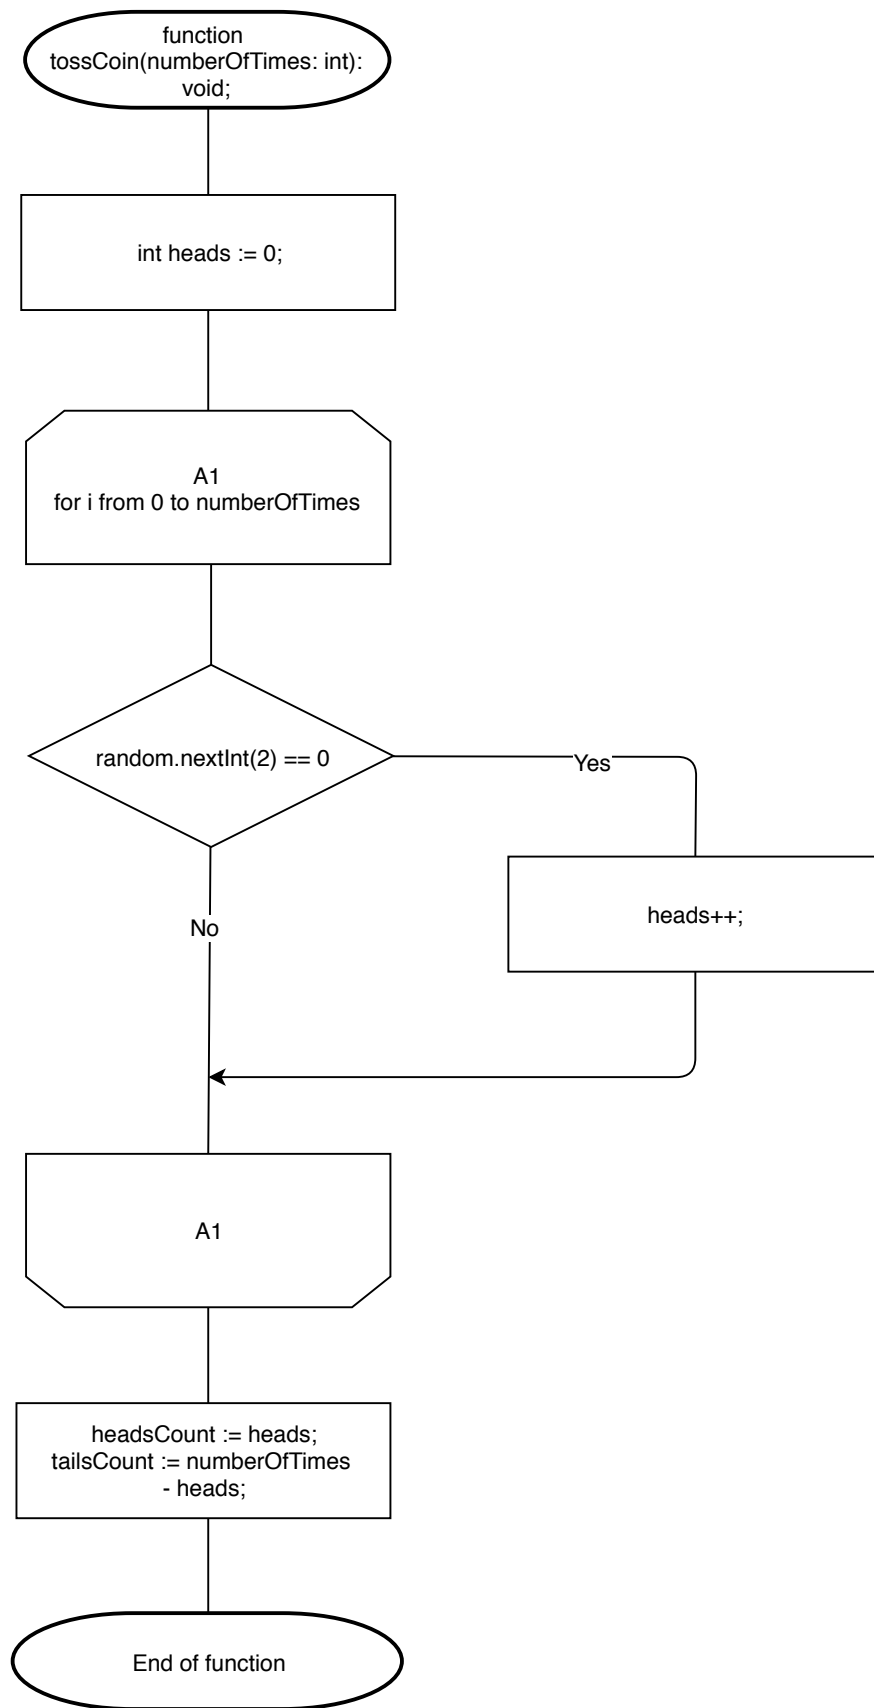 function
tossCoin(numberOfTimes: int):
void;
int heads := 0;
A1
for i from 0 to numberOfTimes
random.nextInt(2) == 0
Yes
heads++;
No
A1
headsCount := heads;
tailsCount := numberOfTimes
- heads;
End of function